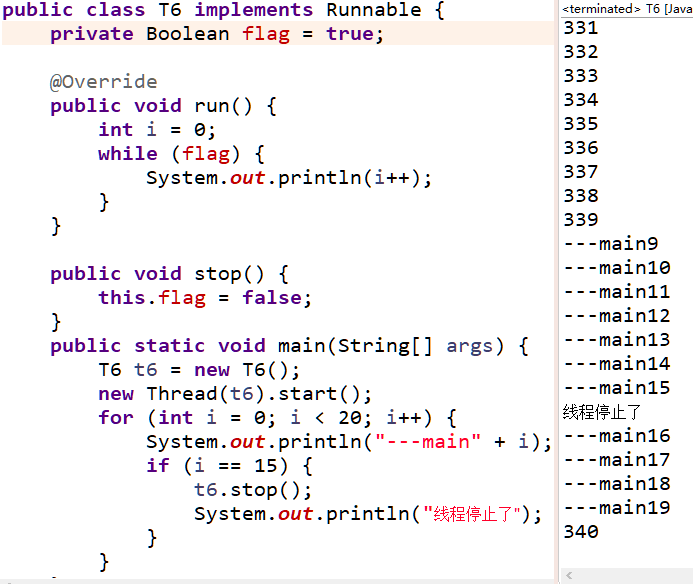 public class T6 implements Runnable {
private Boolean flag = true;
@Override
public void run() {
int i = 0;
while (flag) {
System.out.println(i++);
}
}
public void stop() {
this.flag = false;
}
public static void main(String[] args) {
T6 t6 = new T6();
new Thread(t6).start();
for (int i = 0; i < 20; i++) {
System.out.println("---main" + i);
if (i == 15) {
t6.stop();
System.out.println("线程停止了");
}
}
<terminated> T6 [Java
331
332
333
334
335
336
337
338
339
---main9
---main10
---main11
---main12
---main13
---main14
---main15
线程停止了
---main16
---main17
---main18
---main19
340